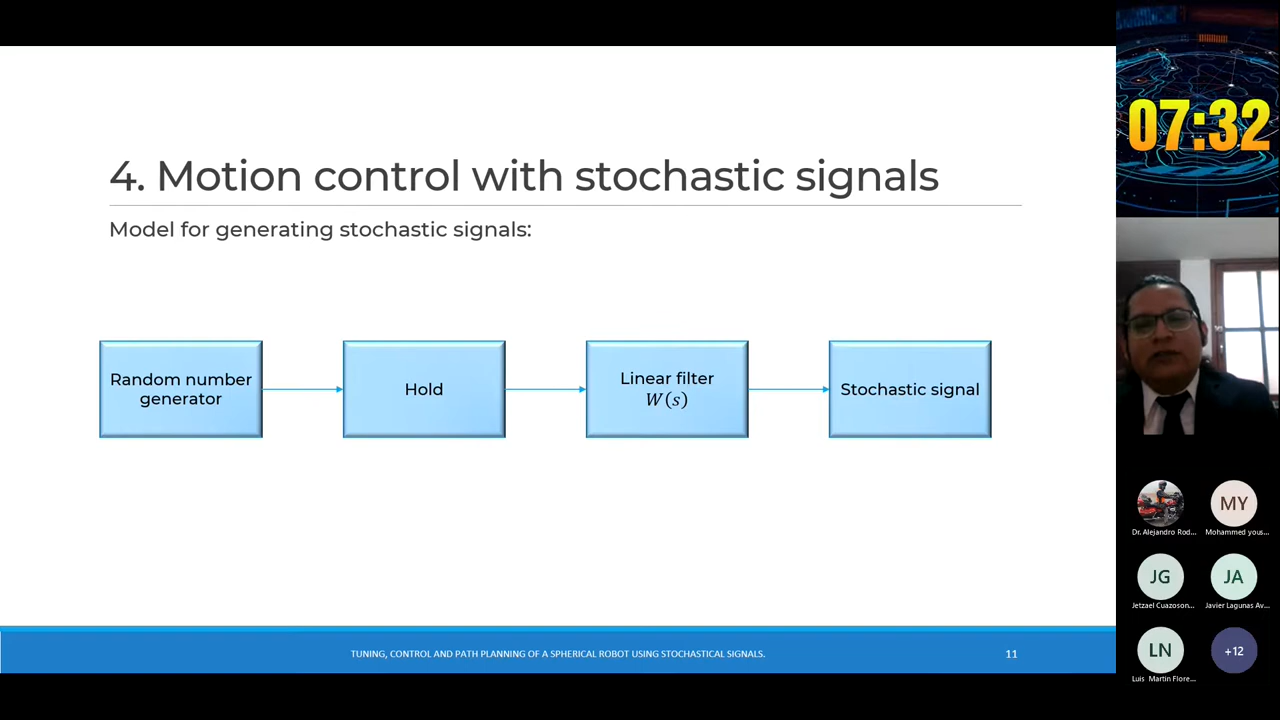 07:32
4. Motion control with stochastic signals
Model for generating stochastic signals:
Random number
generator
Hold
Linear filter
W(s)
Stochastic signal
TUNING, CONTROL AND PATH PLANNING OF A SPHERICAL ROBOT USING STOCHASTICAL SIGNALS.
11
Dr. Alejandro Rod...
MY
Mohammed yous...
JG
Jetzael Cuazoson...
JA
Javier Lagunas Av...
LN
Luis Martin Flore...
+12